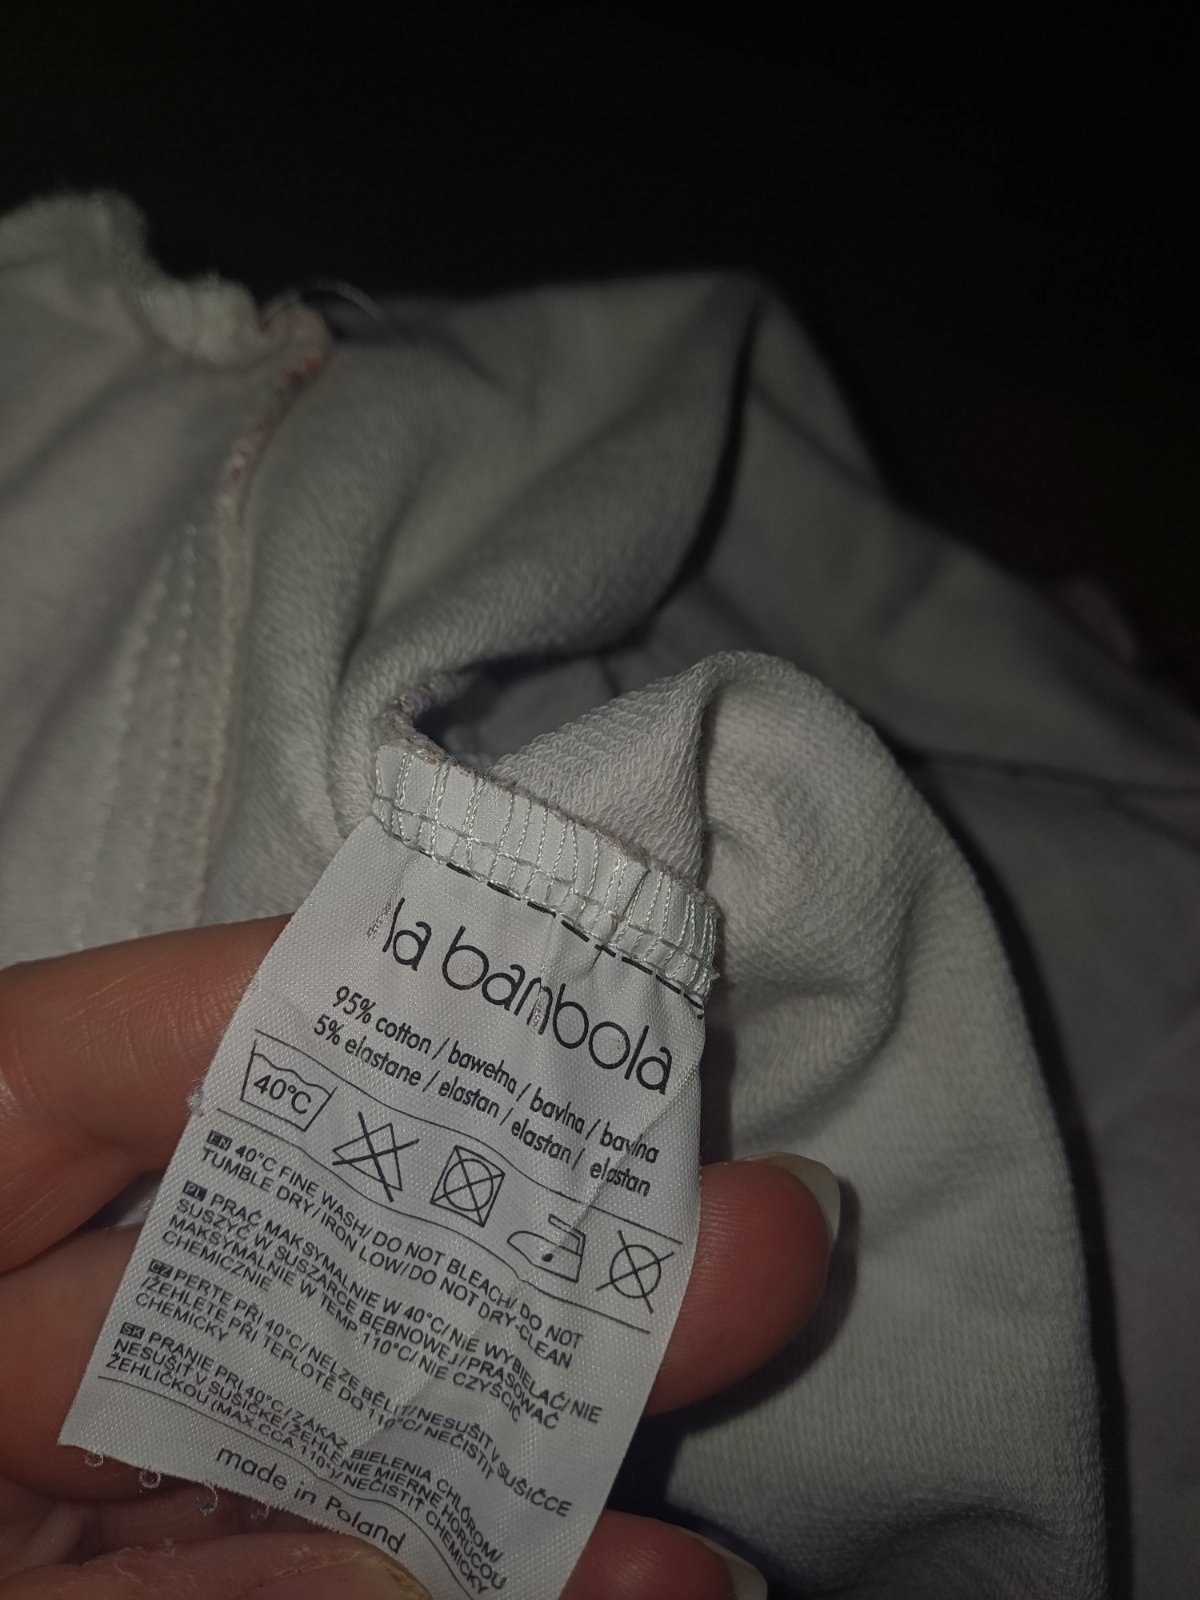 la bambola
95% cotton / bawełna / bavlna / bavlna
5% elastane / elastan / elastan / elastan
40°C
EN 40°C FINE WASH/ DO NOT BLEACH/ DO NOT
TUMBLE DRY/ IRON LOW/ DO NOT DRY-CLEAN
PL PRAĆ MAKSYMALNIE W 40°C/ NIE WYBIELAĆ/ NIE
SUSZYĆ W SUSZARCE BĘBNOWEJ/ PRASOWAĆ
MAKSYMALNIE W TEMP 110°C/ NIE CZYŚCIĆ
CHEMICZNIE
CZ PERTE PŘI 40°C/ NELZE BĚLIT/ NESUŠIT V SUŠIČCE
/ŽEHLETE PŘI TEPLOTE DO 110°C/ NEČISTIT
CHEMICKY
SK PRANIE PRI 40°C/ ZÁKAZ BIELENIA CHLÓROM/
NESUŠIT V SUŠIČKE/ ŽEHLENIE MIERNE HORÚCOU
ŽEHLIČKOU (MAX.CCA 110°)/ NEČISTIŤ CHEMICKY
made in Poland